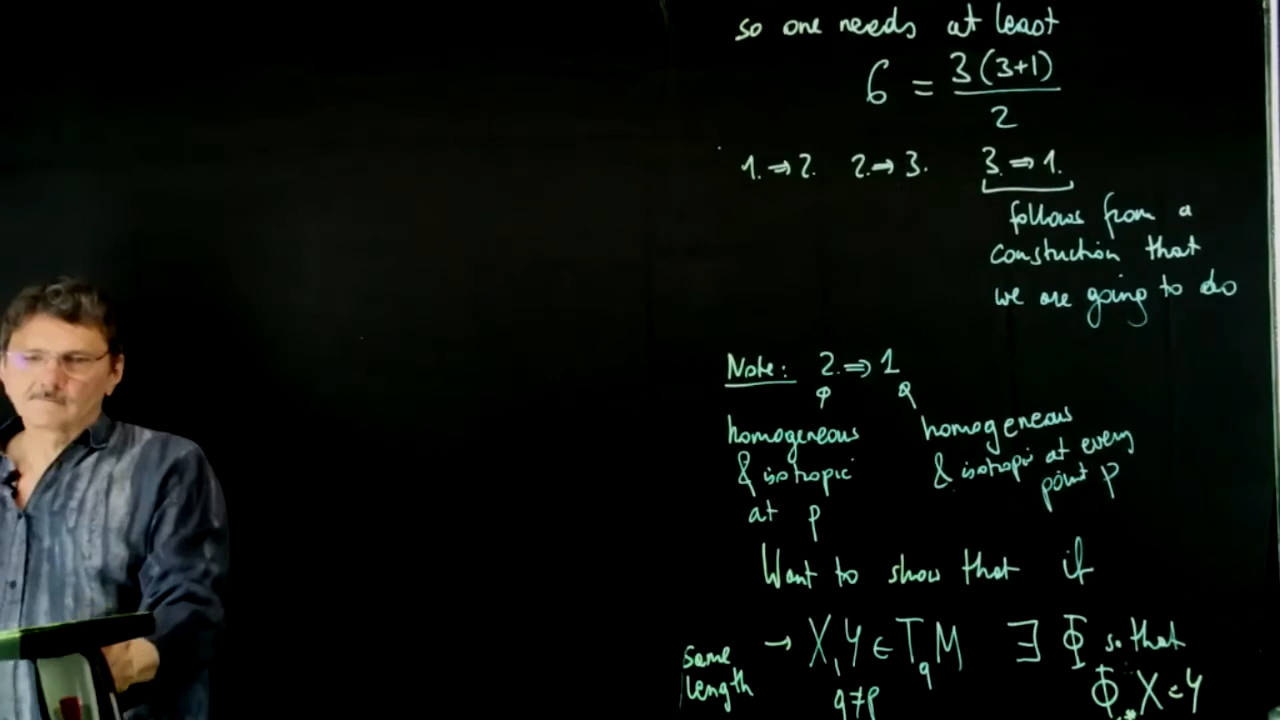 so one needs at least
6 = 3(3+1)/2
1. ⇒ 2. 2. → 3. 3. ⇒ 1.
follows from a
constuction that
we are going to do
Note: 2. ⇒ 1
homogeneous
& isotropic
at p
homogeneous
& isotropic at every
point p
Want to show that if
same length → X, Y ∈ T_q M ∃ Φ so that
q ≠ p
Φ_* X = Y